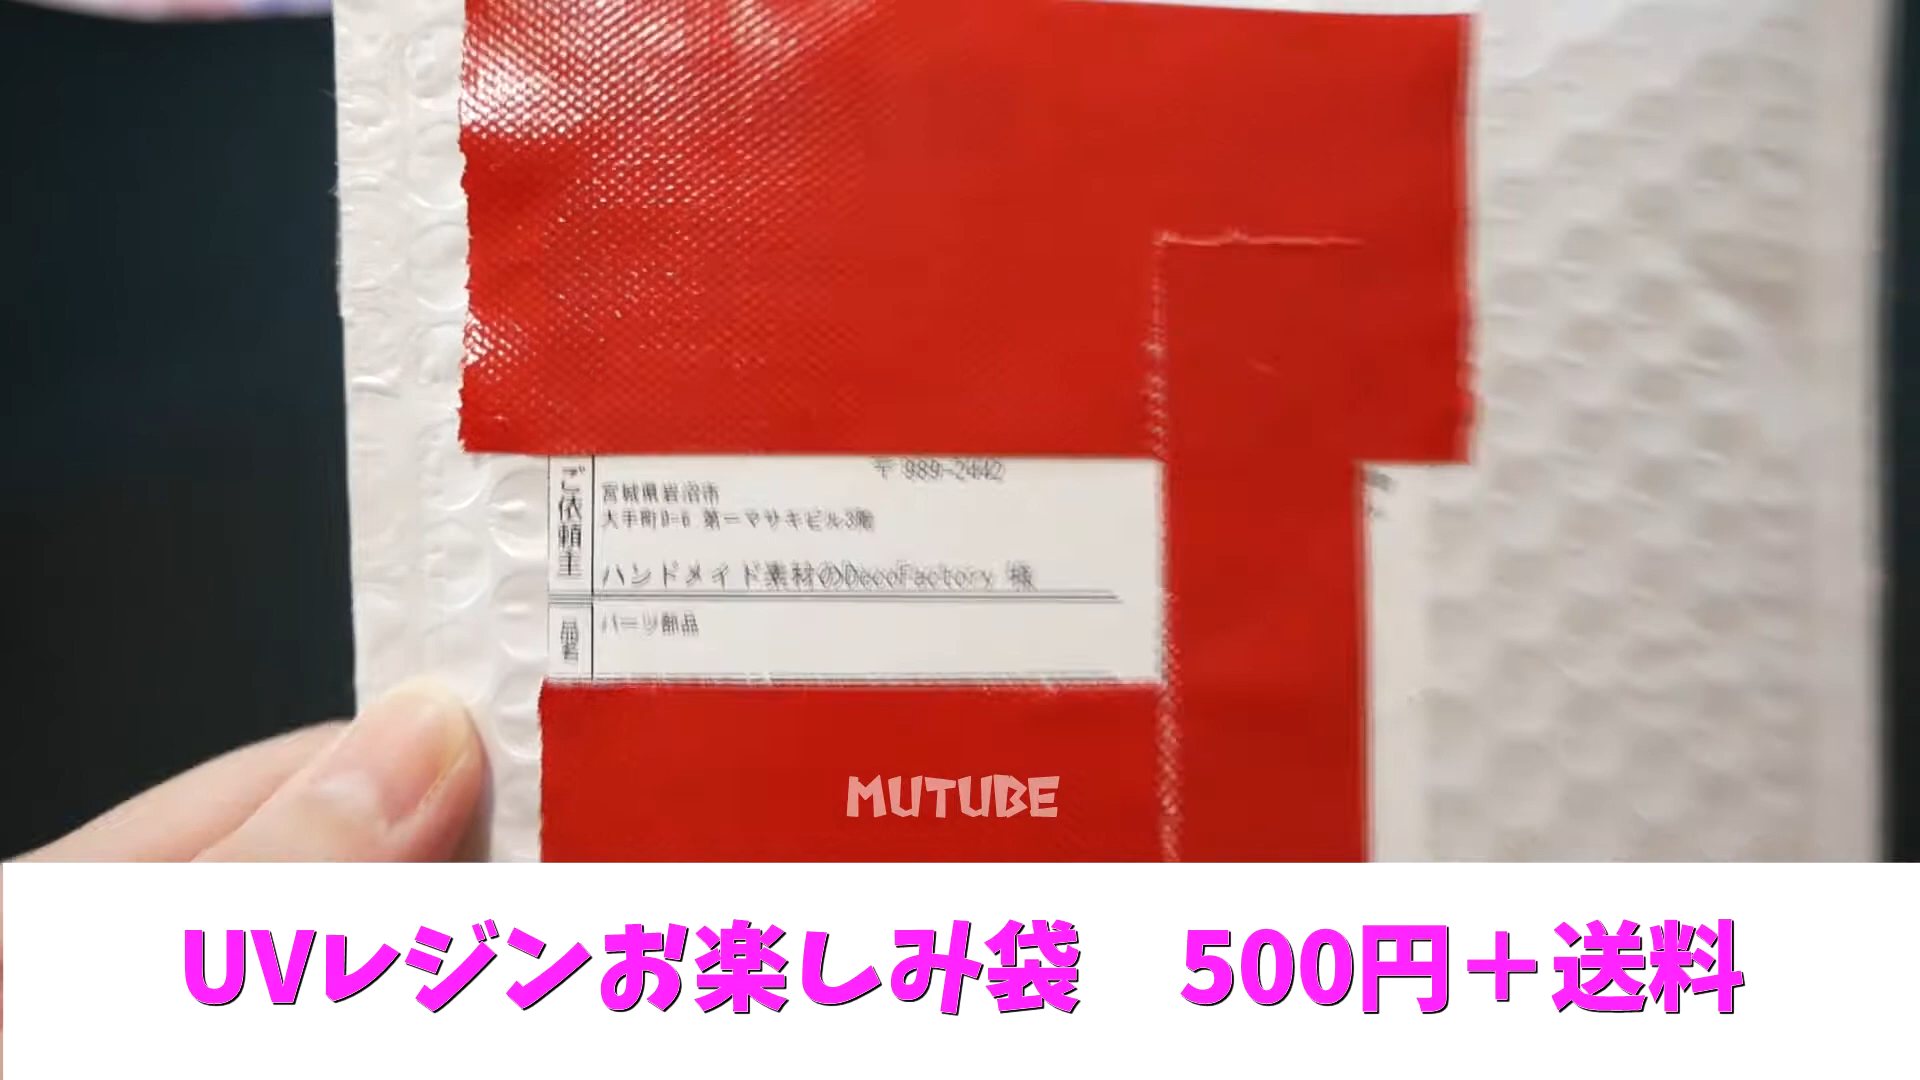 〒989-2442
宮城県岩沼市
大手町9-6 第一マサキビル3階
ハンドメイド素材のDecoFactory 様
ご依頼主
品名
パーツ部品
MUTUBE
UVレジンお楽しみ袋 500円＋送料